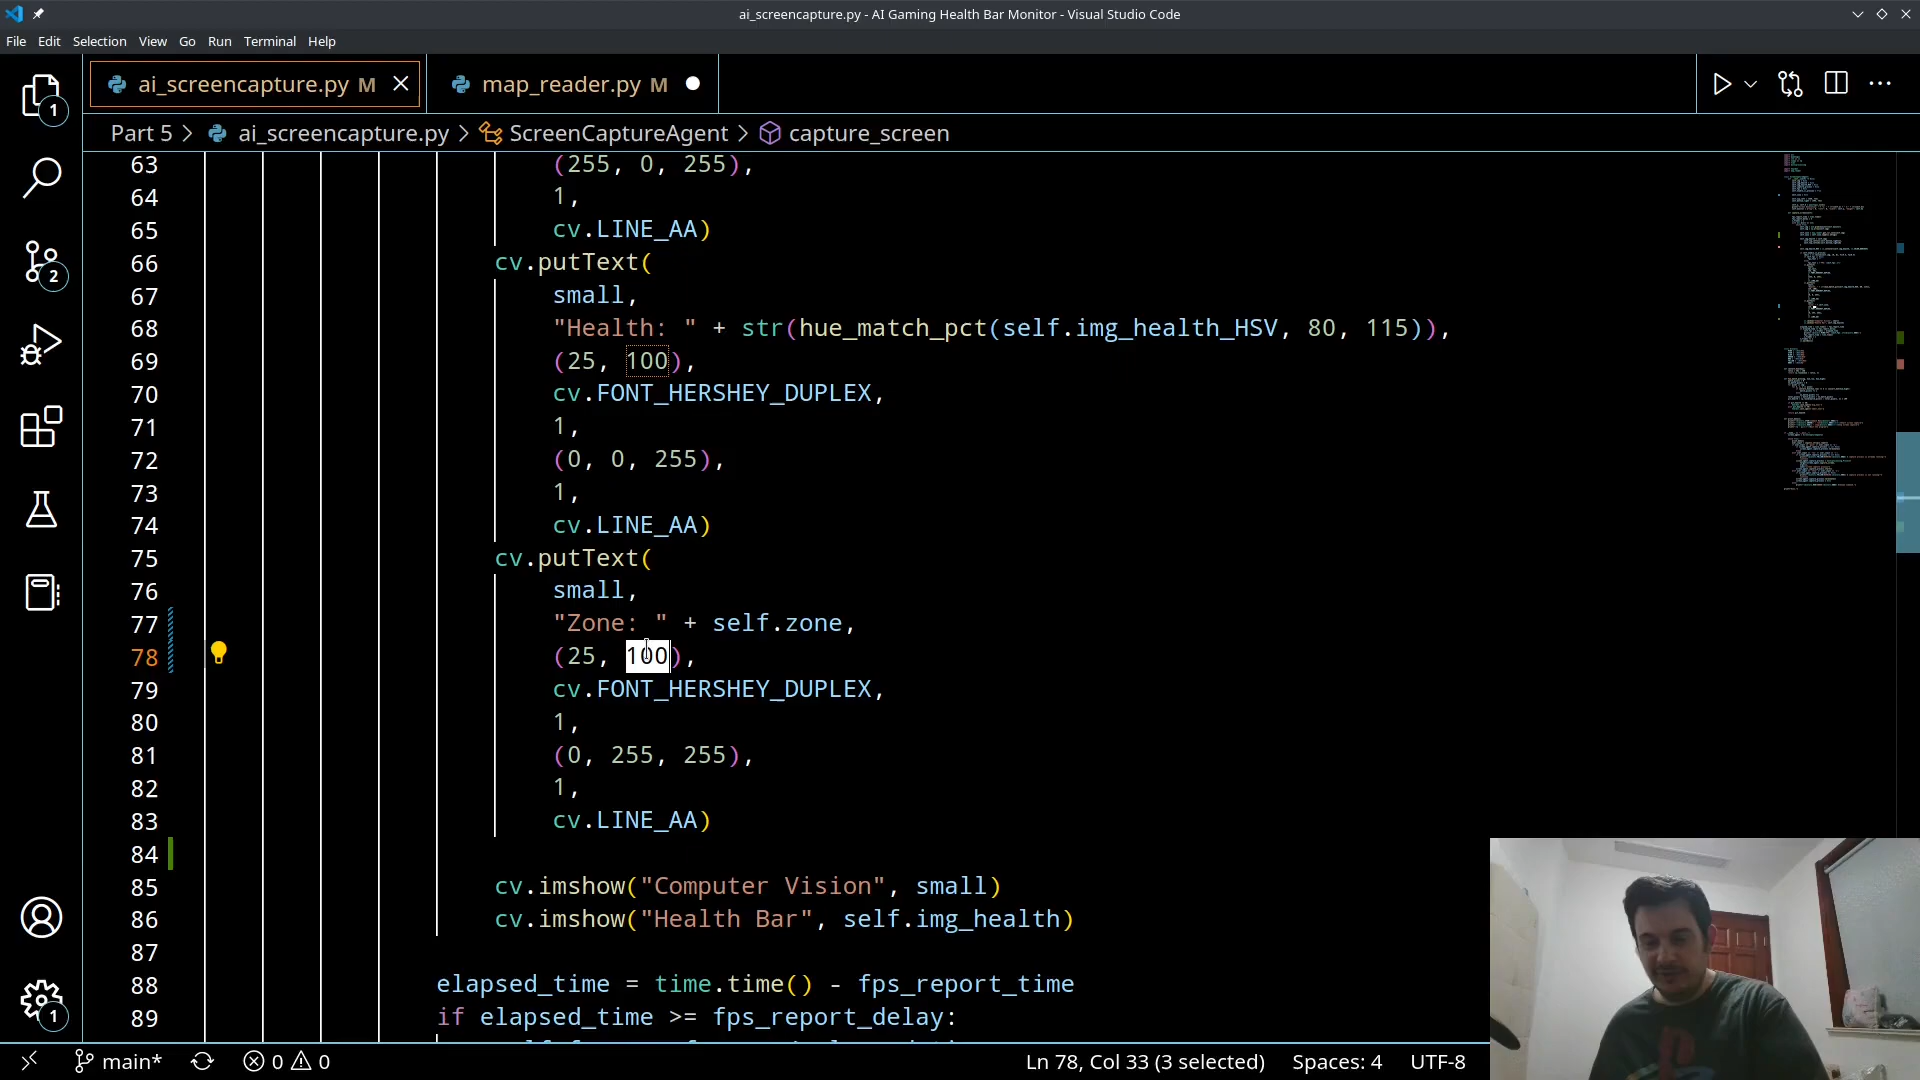 ai_screencapture.py - AI Gaming Health Bar Monitor - Visual Studio Code
File Edit Selection View Go Run Terminal Help
ai_screencapture.py M map_reader.py M
Part 5 > ai_screencapture.py > ScreenCaptureAgent > capture_screen
1
2
1
63 (255, 0, 255),
64 1,
65 cv.LINE_AA)
66 cv.putText(
67 small,
68 "Health: " + str(hue_match_pct(self.img_health_HSV, 80, 115)),
69 (25, 100),
70 cv.FONT_HERSHEY_DUPLEX,
71 1,
72 (0, 0, 255),
73 1,
74 cv.LINE_AA)
75 cv.putText(
76 small,
77 "Zone: " + self.zone,
78 (25, 100),
79 cv.FONT_HERSHEY_DUPLEX,
80 1,
81 (0, 255, 255),
82 1,
83 cv.LINE_AA)
84
85 cv.imshow("Computer Vision", small)
86 cv.imshow("Health Bar", self.img_health)
87
88 elapsed_time = time.time() - fps_report_time
89 if elapsed_time >= fps_report_delay:
main* 0 0 Ln 78, Col 33 (3 selected) Spaces: 4 UTF-8